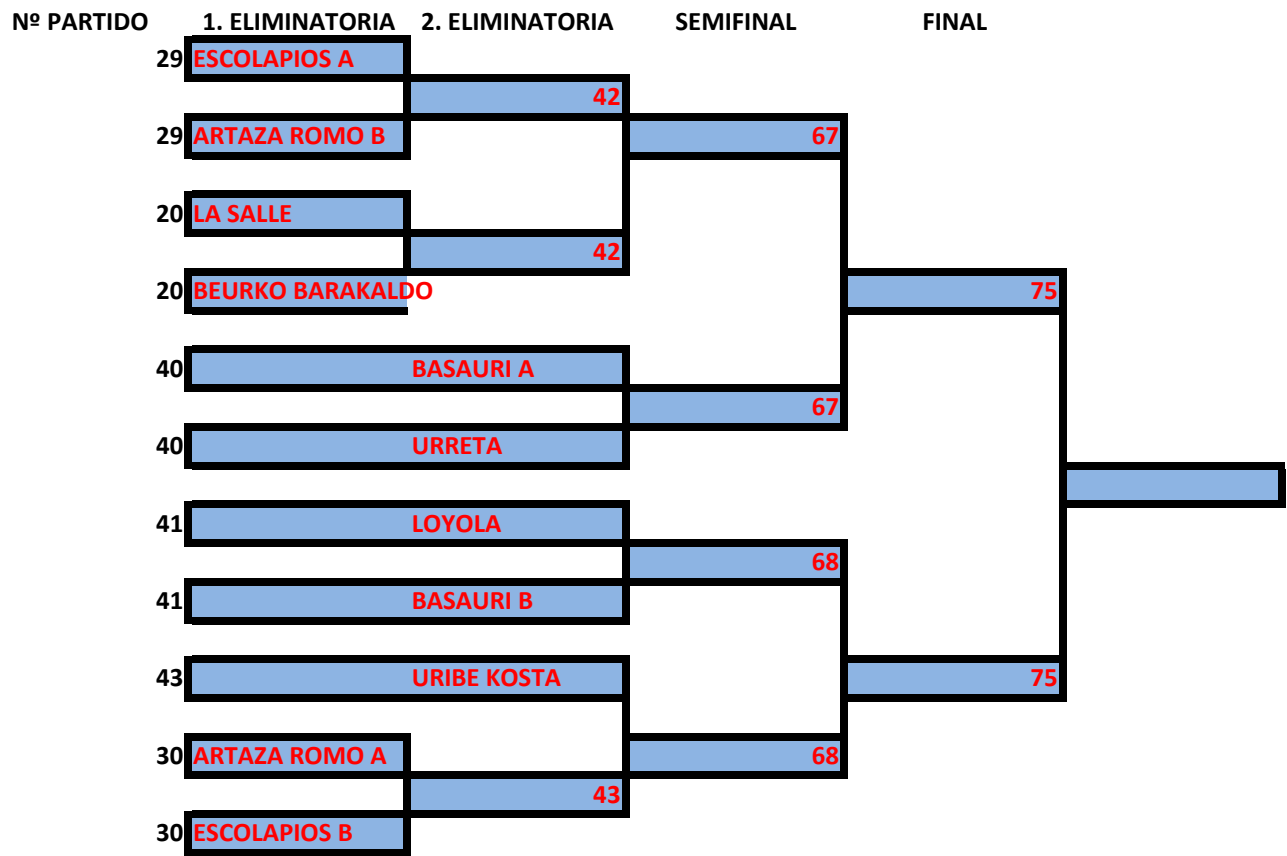 Nº PARTIDO 1. ELIMINATORIA 2. ELIMINATORIA SEMIFINAL FINAL
29 ESCOLAPIOS A
42
29 ARTAZA ROMO B 67
20 LA SALLE
42
20 BEURKO BARAKALDO 75
40 BASAURI A
67
40 URRETA
41 LOYOLA
68
41 BASAURI B
43 URIBE KOSTA 75
30 ARTAZA ROMO A 68
43
30 ESCOLAPIOS B